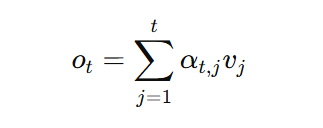 $o_t = \sum_{j=1}^{t} \alpha_{t,j} v_j$